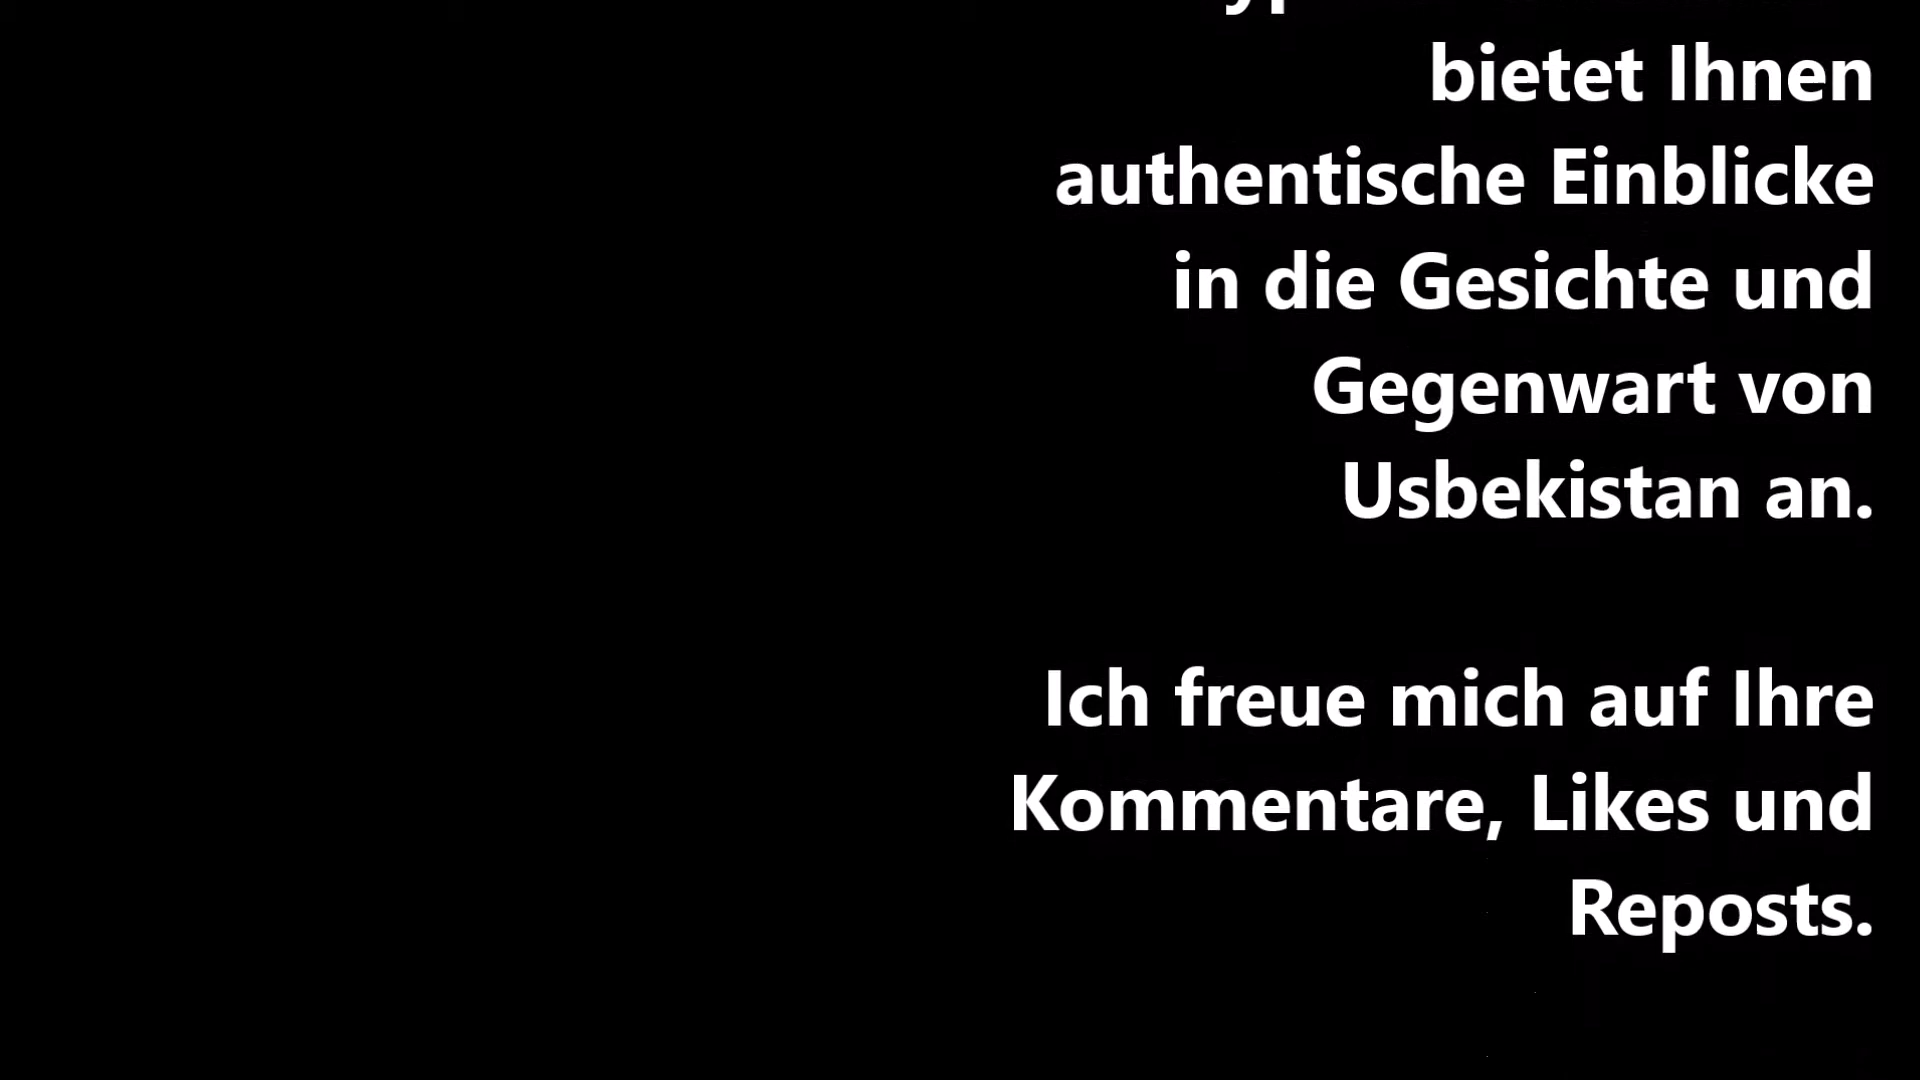 bietet Ihnen
authentische Einblicke
in die Gesichte und
Gegenwart von
Usbekistan an.
Ich freue mich auf Ihre
Kommentare, Likes und
Reposts.